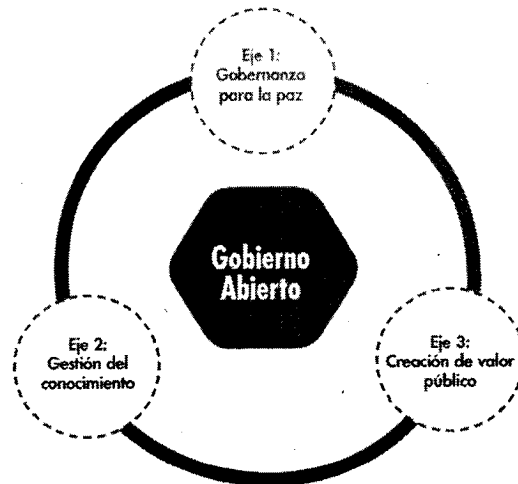 Eje 1:
Gobernanza
para la paz
Gobierno
Abierto
Eje 2:
Gestión del
conocimiento
Eje 3:
Creación de valor
público